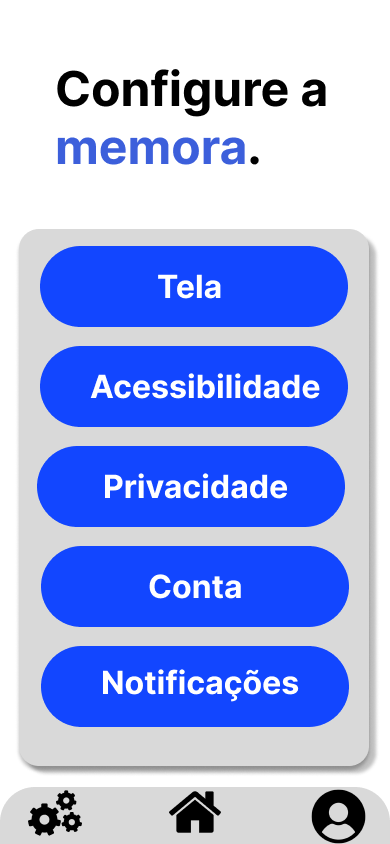 Configure a
memora.
Tela
Acessibilidade
Privacidade
Conta
Notificações